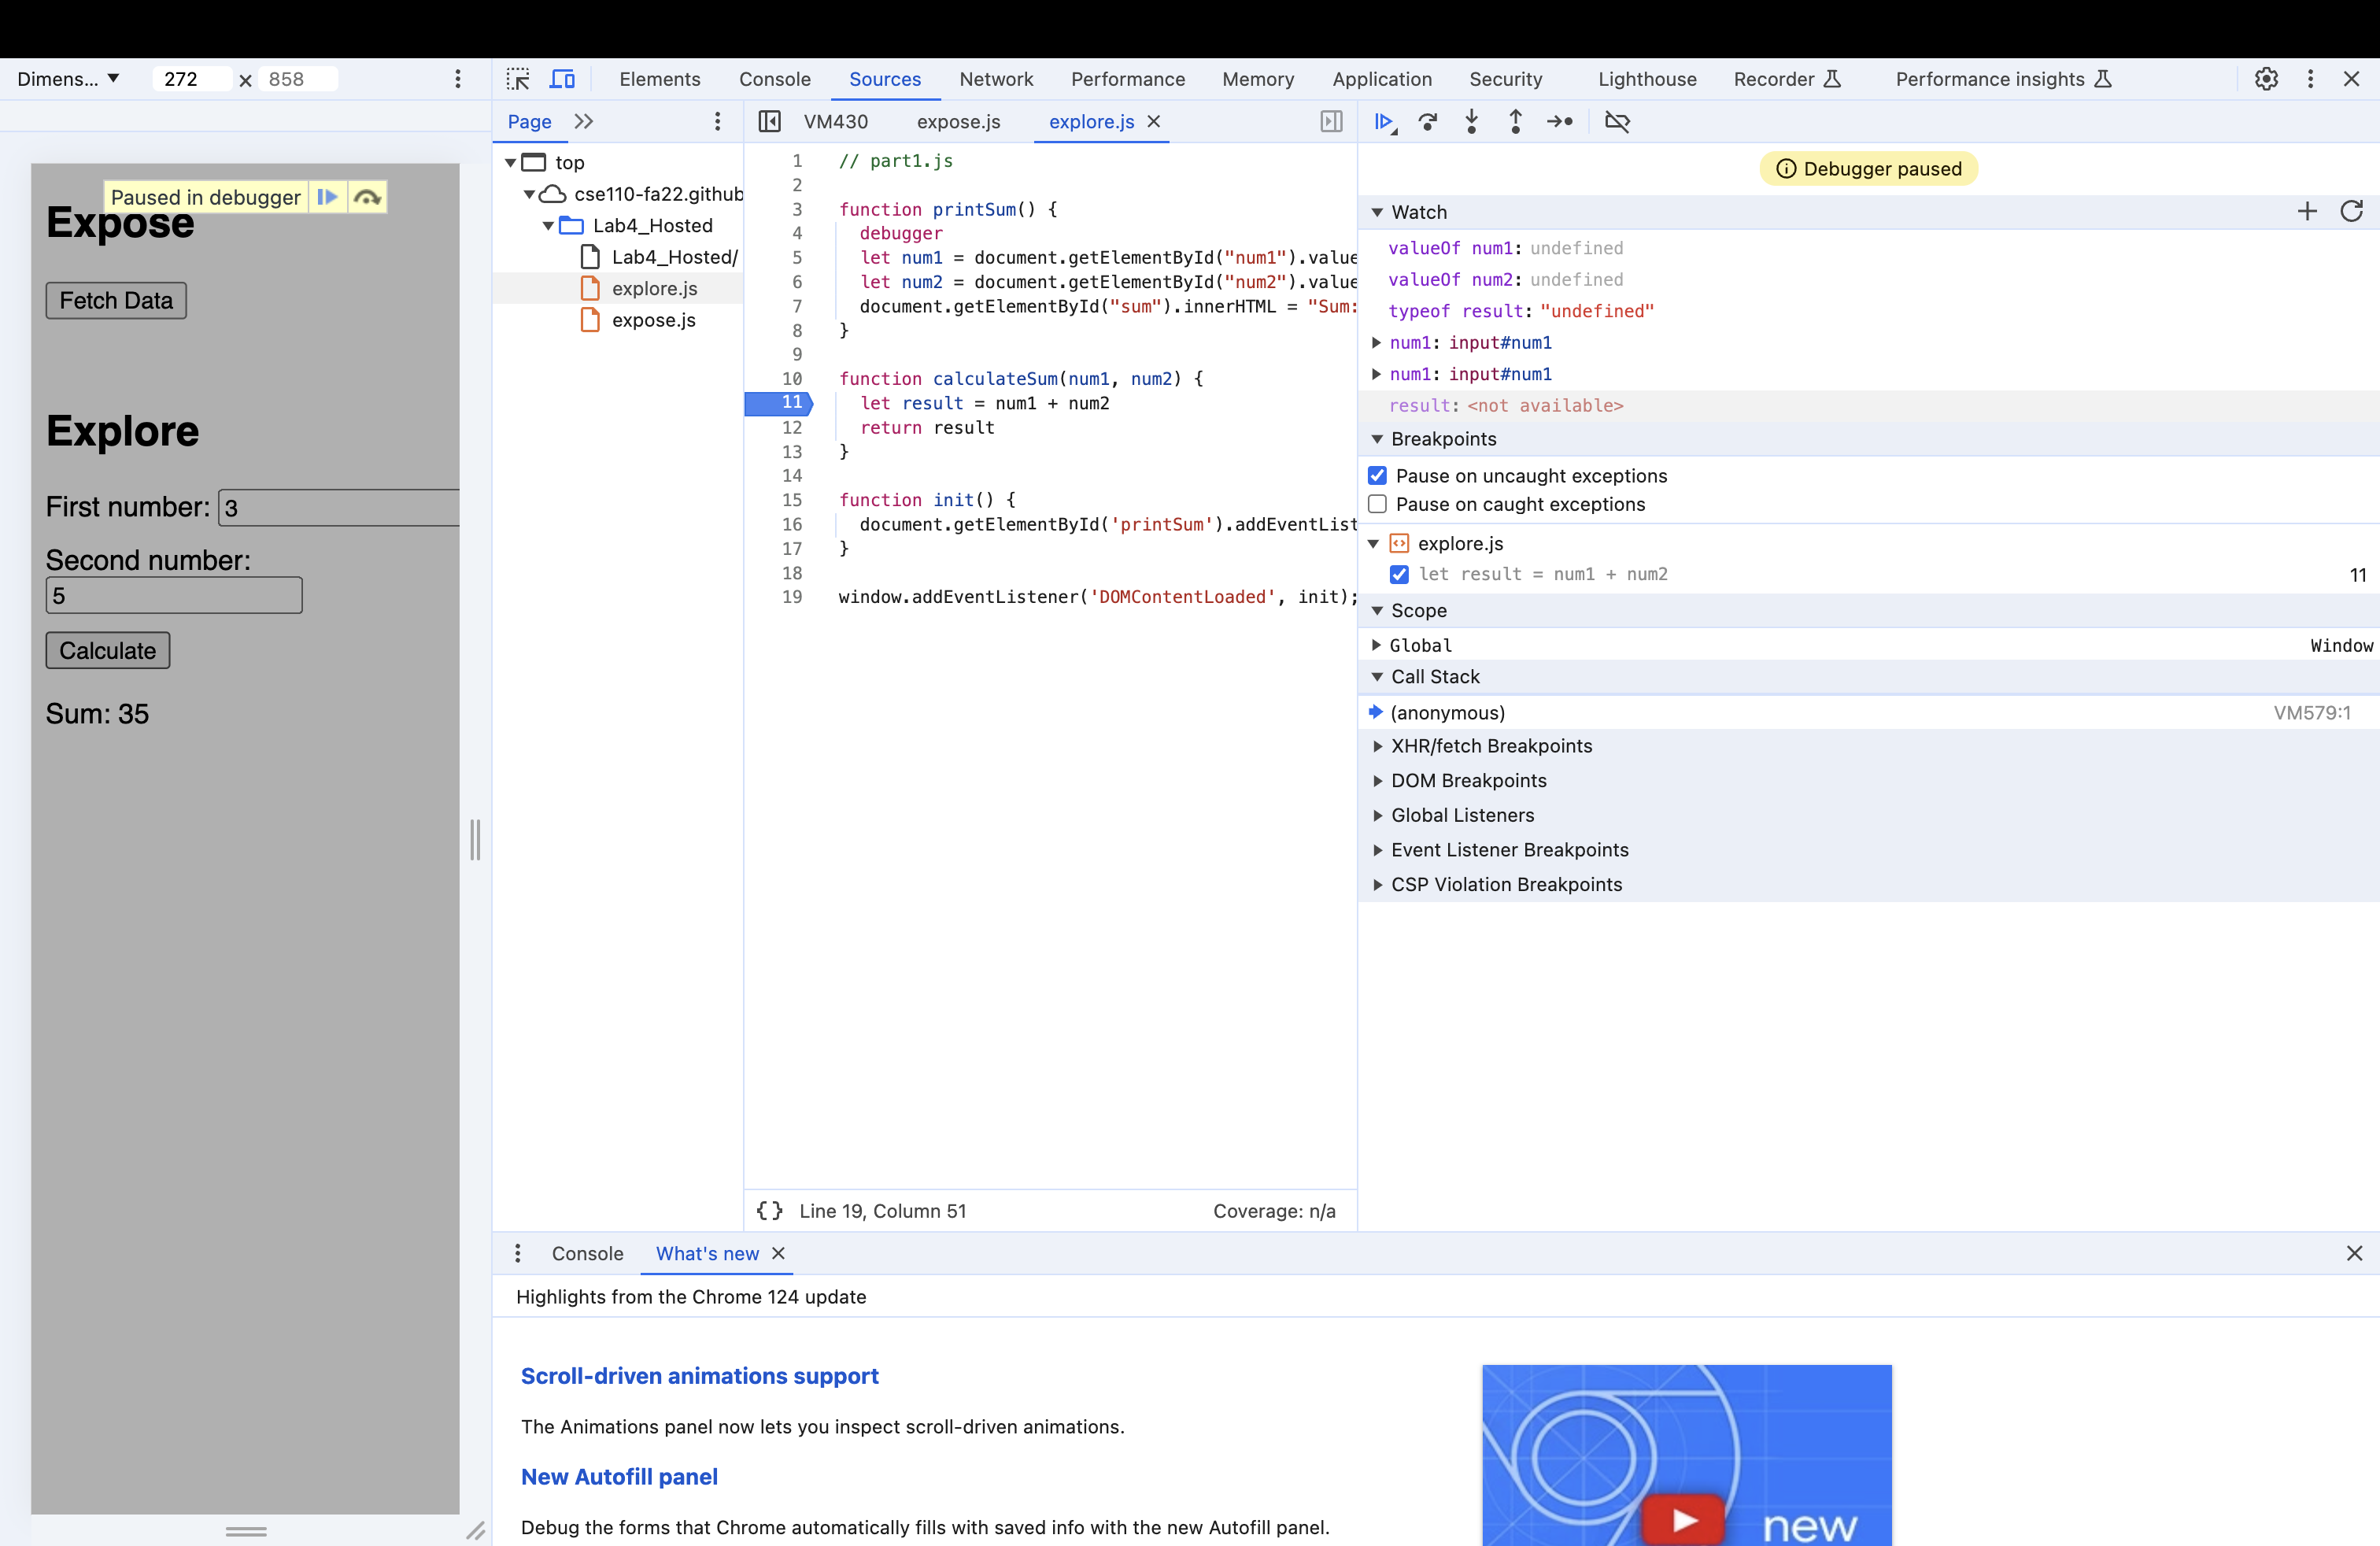 Dimens... 272 × 858
Paused in debugger
Expose
Fetch Data
Explore
First number: 3
Second number:
5
Calculate
Sum: 35
Elements Console Sources Network Performance Memory Application Security Lighthouse Recorder Performance insights
Page
top
cse110-fa22.github
Lab4_Hosted
Lab4_Hosted/
explore.js
expose.js
VM430 expose.js explore.js
1 // part1.js
2
3 function printSum() {
4 debugger
5 let num1 = document.getElementById("num1").value
6 let num2 = document.getElementById("num2").value
7 document.getElementById("sum").innerHTML = "Sum:
8 }
9
10 function calculateSum(num1, num2) {
11 let result = num1 + num2
12 return result
13 }
14
15 function init() {
16 document.getElementById('printSum').addEventList
17 }
18
19 window.addEventListener('DOMContentLoaded', init);
{} Line 19, Column 51 Coverage: n/a
Debugger paused
Watch
valueOf num1: undefined
valueOf num2: undefined
typeof result: "undefined"
num1: input#num1
num1: input#num1
result: <not available>
Breakpoints
Pause on uncaught exceptions
Pause on caught exceptions
explore.js
let result = num1 + num2 11
Scope
Global Window
Call Stack
(anonymous) VM579:1
XHR/fetch Breakpoints
DOM Breakpoints
Global Listeners
Event Listener Breakpoints
CSP Violation Breakpoints
Console What's new
Highlights from the Chrome 124 update
Scroll-driven animations support
The Animations panel now lets you inspect scroll-driven animations.
New Autofill panel
Debug the forms that Chrome automatically fills with saved info with the new Autofill panel.
new